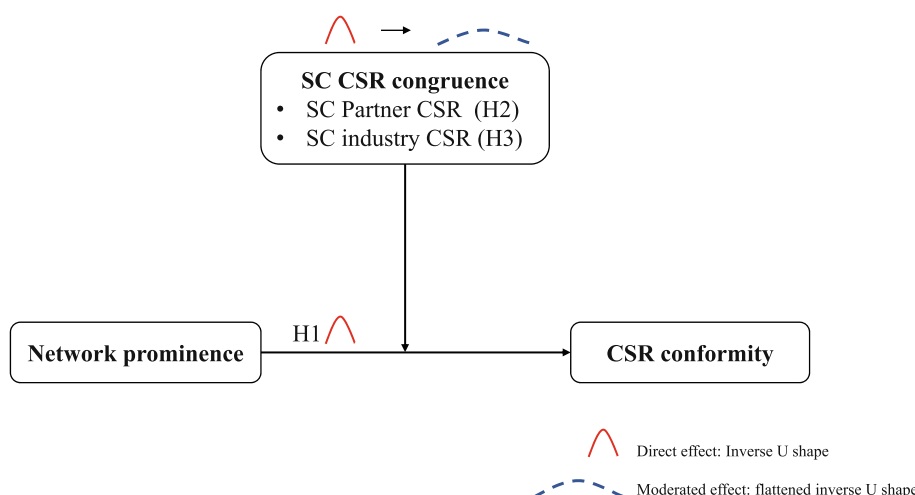 SC CSR congruence
• SC Partner CSR (H2)
• SC industry CSR (H3)
H1
Network prominence
CSR conformity
Direct effect: Inverse U shape
Moderated effect: flattened inverse U shape